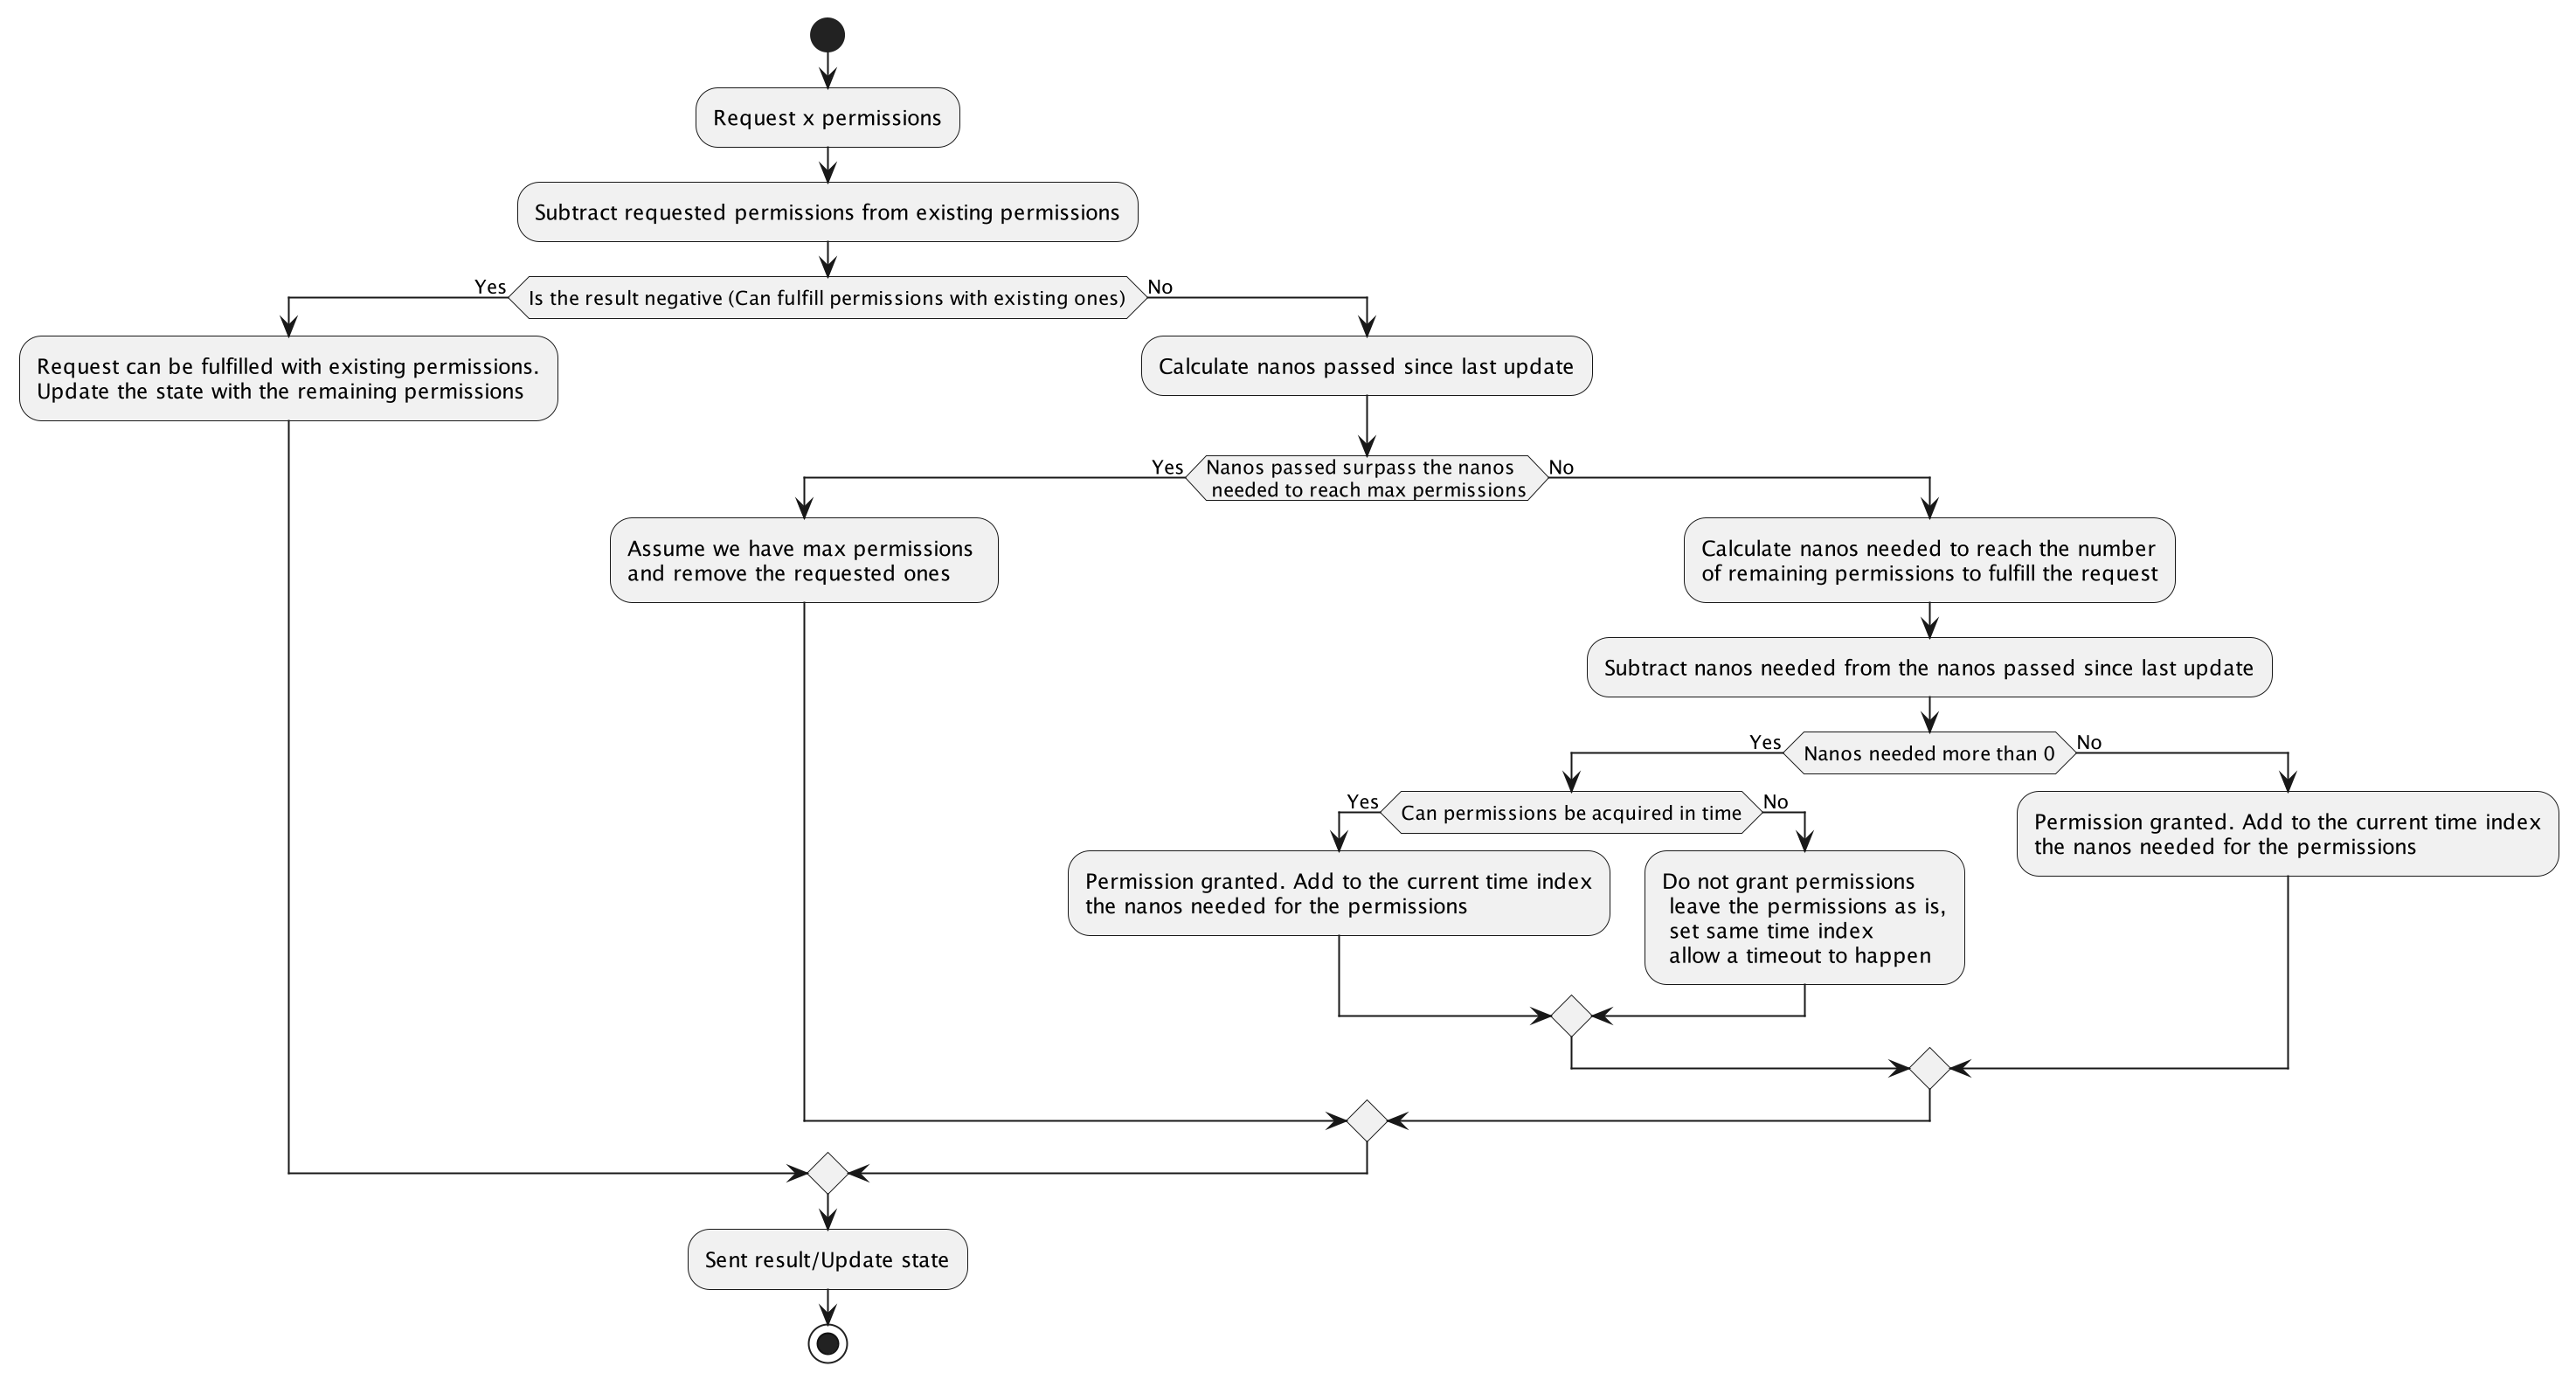 Request x permissions
Subtract requested permissions from existing permissions
Yes
Is the result negative (Can fulfill permissions with existing ones)
No
Request can be fulfilled with existing permissions.
Update the state with the remaining permissions
Calculate nanos passed since last update
Yes
Nanos passed surpass the nanos
needed to reach max permissions
No
Assume we have max permissions
and remove the requested ones
Calculate nanos needed to reach the number
of remaining permissions to fulfill the request
Subtract nanos needed from the nanos passed since last update
Yes
Nanos needed more than 0
No
Yes
Can permissions be acquired in time
No
Permission granted. Add to the current time index
the nanos needed for the permissions
Permission granted. Add to the current time index
the nanos needed for the permissions
Do not grant permissions
leave the permissions as is,
set same time index
allow a timeout to happen
Sent result/Update state